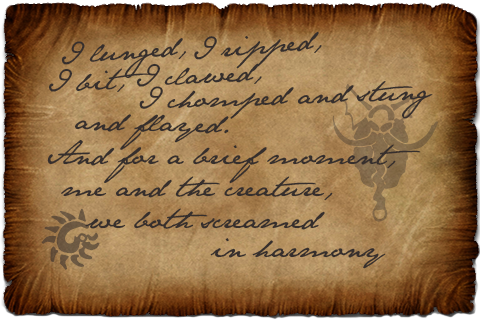 I lunged, I ripped,
I bit, I clawed,
I chomped and stung
and flayed.
And for a brief moment,
me and the creature,
we both screamed
in harmony